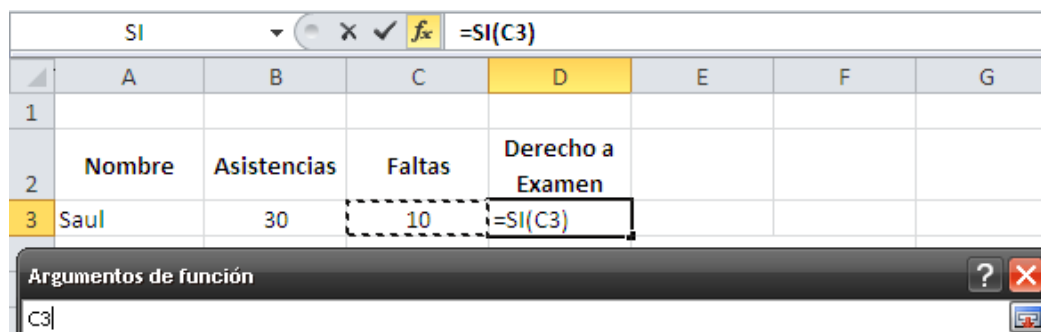 SI fx =SI(C3)
A B C D E F G
1
2 Nombre Asistencias Faltas Derecho a Examen
3 Saul 30 10 =SI(C3)
Argumentos de función ?
C3